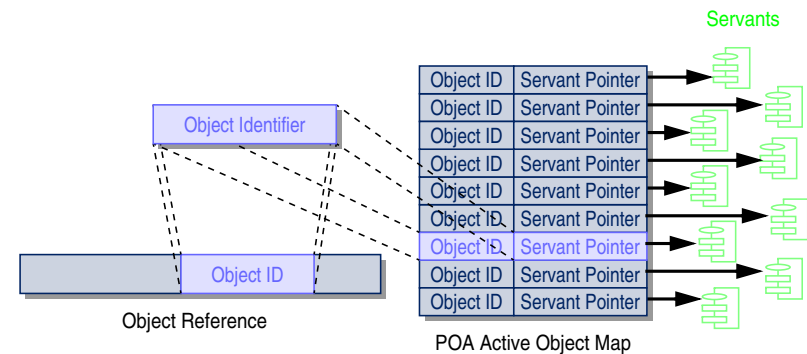 Servants
Object ID Servant Pointer
Object ID Servant Pointer
Object Identifier
Object ID Servant Pointer
Object ID Servant Pointer
Object ID Servant Pointer
Object ID Servant Pointer
Object ID Servant Pointer
Object ID
Object ID Servant Pointer
Object ID Servant Pointer
Object Reference
POA Active Object Map